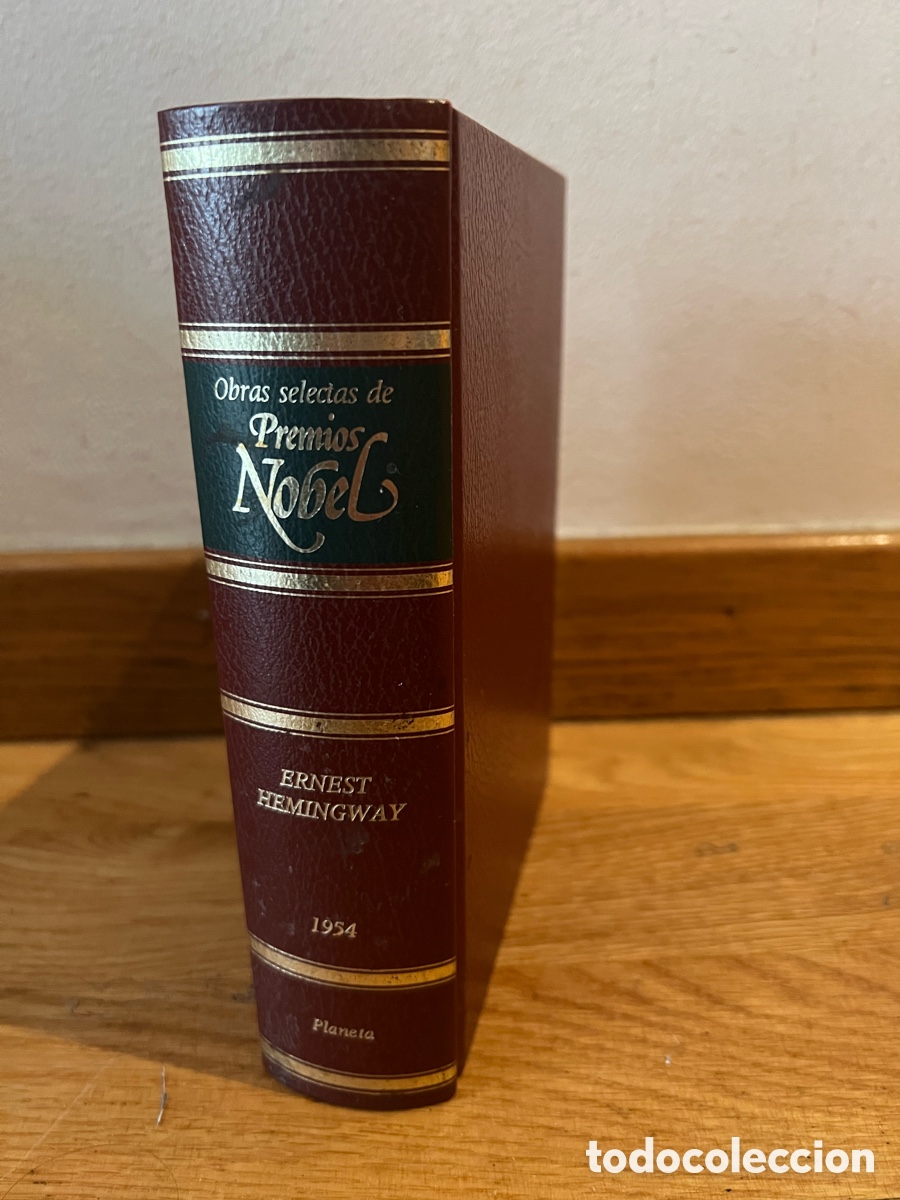 Obras selectas de
Premios
Nobel
ERNEST
HEMINGWAY
1954
Planeta
todocoleccion